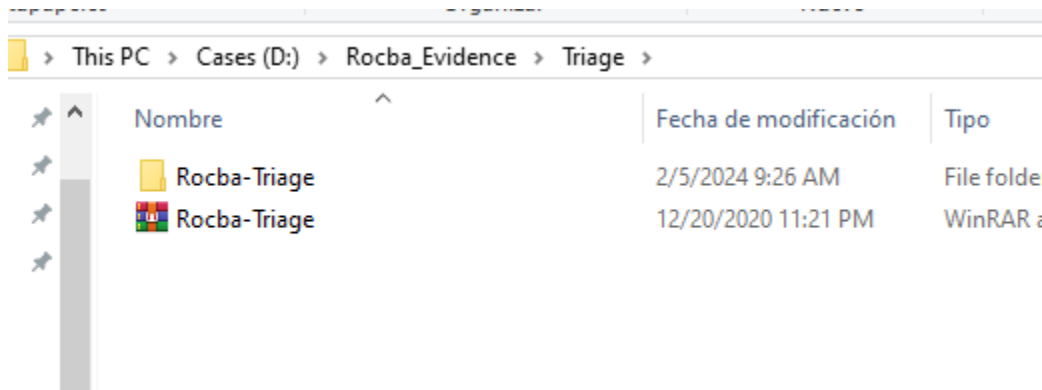 This PC > Cases (D:) > Rocba_Evidence > Triage >
Nombre Fecha de modificación Tipo
Rocba-Triage 2/5/2024 9:26 AM File folde
Rocba-Triage 12/20/2020 11:21 PM WinRAR a